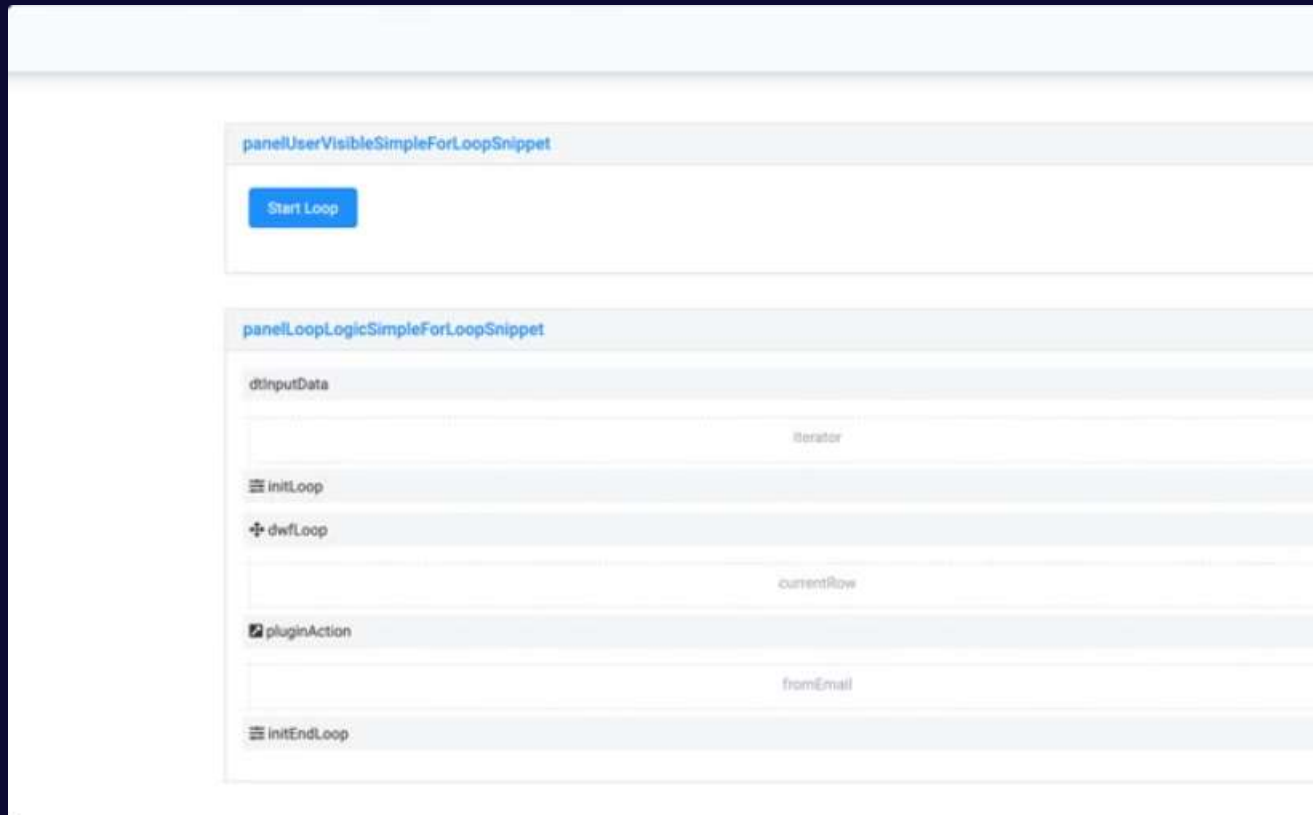 panelUserVisibleSimpleForLoopSnippet
Start Loop
panelLoopLogicSimpleForLoopSnippet
dtInputData
iterator
initLoop
dwfLoop
currentRow
pluginAction
fromEmail
initEndLoop